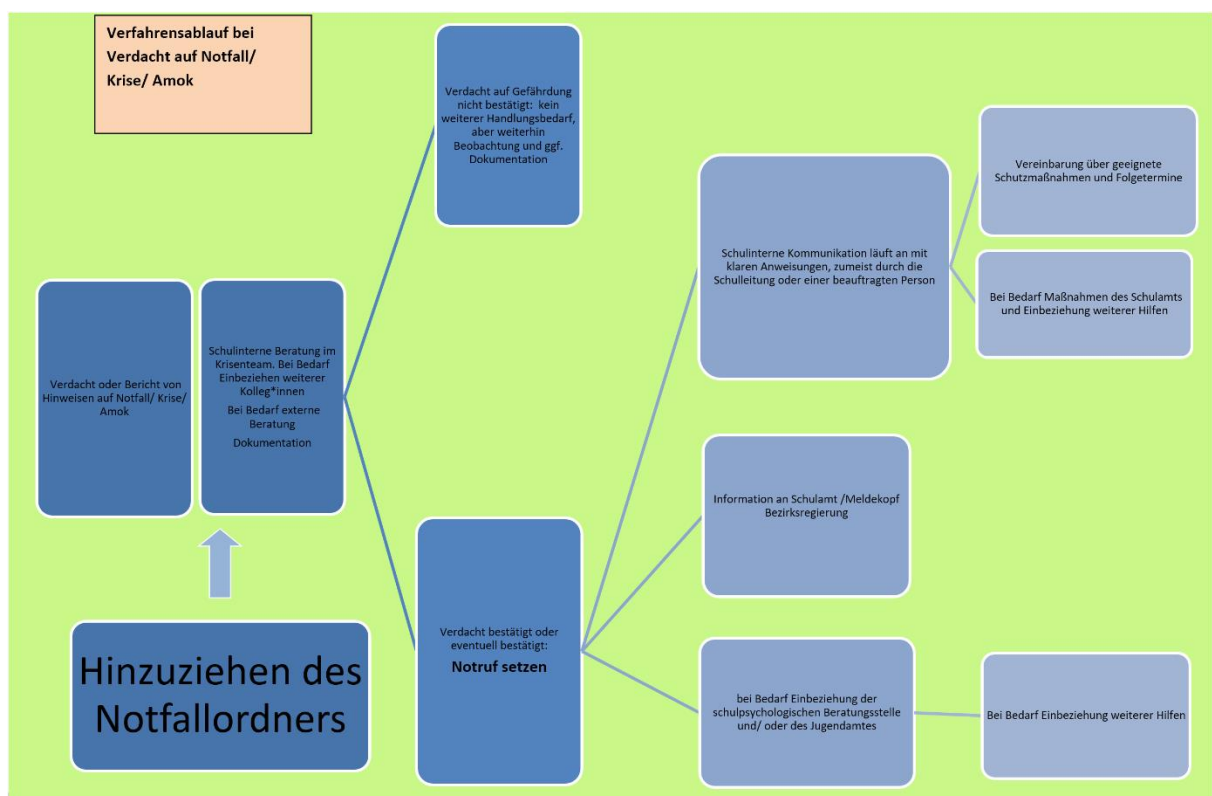 Verfahrensablauf bei
Verdacht auf Notfall/
Krise/ Amok
Verdacht oder Bericht von
Hinweisen auf Notfall/ Krise/
Amok
Schulinterne Beratung im
Krisenteam. Bei Bedarf
Einbeziehen weiterer
Kolleg*innen
Bei Bedarf externe
Beratung
Dokumentation
Hinzuziehen des
Notfallordners
Verdacht auf Gefährdung
nicht bestätigt: kein
weiterer Handlungsbedarf,
aber weiterhin
Beobachtung und ggf.
Dokumentation
Verdacht bestätigt oder
eventuell bestätigt:
Notruf setzen
Schulinterne Kommunikation läuft an mit
klaren Anweisungen, zumeist durch die
Schulleitung oder einer beauftragten Person
Vereinbarung über geeignete
Schutzmaßnahmen und Folgetermine
Bei Bedarf Maßnahmen des Schulamts
und Einbeziehung weiterer Hilfen
Information an Schulamt /Meldekopf
Bezirksregierung
bei Bedarf Einbeziehung der
schulpsychologischen Beratungsstelle
und/ oder des Jugendamtes
Bei Bedarf Einbeziehung weiterer Hilfen